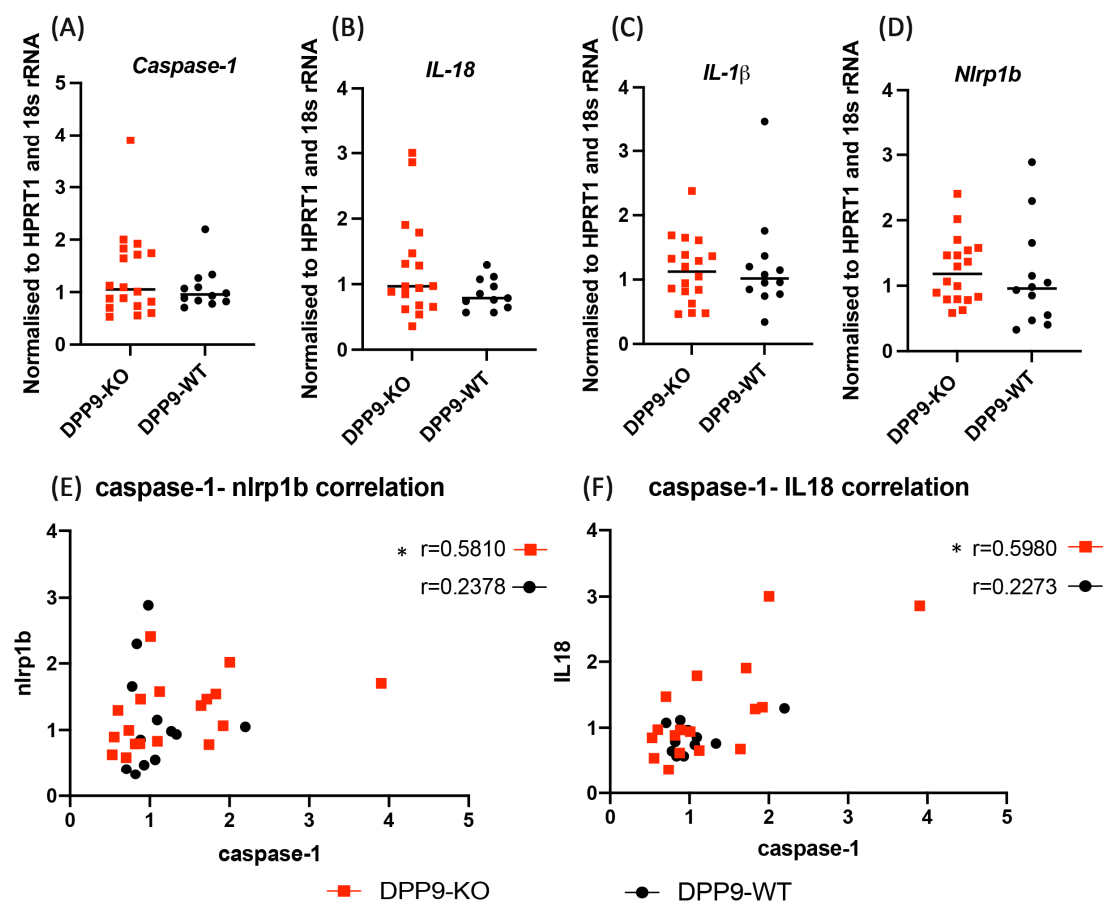 (A)
Caspase-1
Normalised to HPRT1 and 18s rRNA
5
4
3
2
1
0
DPP9-KO
DPP9-WT
(B)
IL-18
Normalised to HPRT1 and 18s rRNA
4
3
2
1
0
DPP9-KO
DPP9-WT
(C)
IL-1β
Normalised to HPRT1 and 18s rRNA
4
3
2
1
0
DPP9-KO
DPP9-WT
(D)
Nlrp1b
Normalised to HPRT1 and 18s rRNA
4
3
2
1
0
DPP9-KO
DPP9-WT
(E) caspase-1- nlrp1b correlation
* r=0.5810
r=0.2378
nlrp1b
4
3
2
1
0
0 1 2 3 4 5
caspase-1
(F) caspase-1- IL18 correlation
* r=0.5980
r=0.2273
IL18
4
3
2
1
0
0 1 2 3 4 5
caspase-1
DPP9-KO DPP9-WT